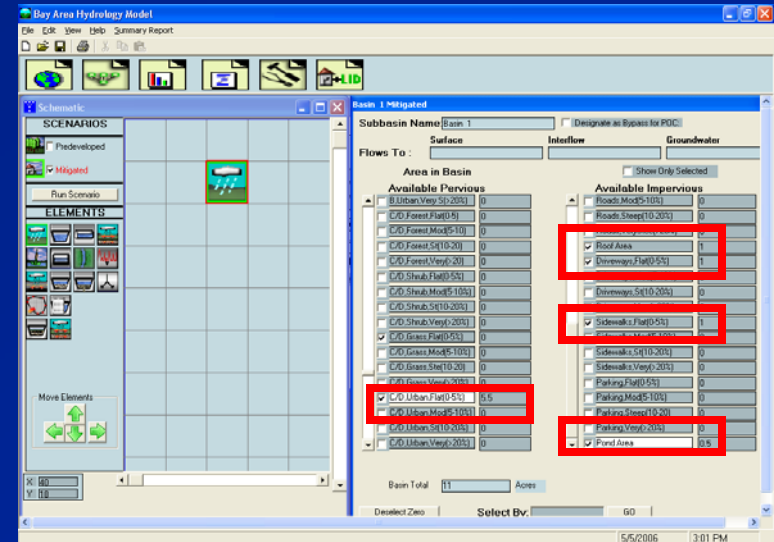 Bay Area Hydrology Model
File Edit View Help Summary Report
LID
Schematic
SCENARIOS
Predeveloped
Mitigated
Run Scenario
ELEMENTS
Move Elements
X: 40
Y: 10
Basin 1 Mitigated
Subbasin Name: Basin 1 Designate as Bypass for POC:
Surface Interflow Groundwater
Flows To :
Area in Basin Show Only Selected
Available Pervious Available Impervious
B,Urban,Very S(>20%) 0
C/D,Forest,Flat(0-5) 0
C/D,Forest,Mod(5-10) 0
C/D,Forest,St(10-20) 0
C/D,Forest,Very(>20) 0
C/D,Shrub,Flat(0-5%) 0
C/D,Shrub,Mod(5-10%) 0
C/D,Shrub,St(10-20%) 0
C/D,Shrub,Very(>20%) 0
C/D,Grass,Flat(0-5%) 0
C/D,Grass,Mod(5-10%) 0
C/D,Grass,Ste(10-20) 0
C/D,Grass,Very(>20%) 0
C/D,Urban,Flat(0-5%) 5.5
C/D,Urban,Mod(5-10%) 0
C/D,Urban,St(10-20%) 0
C/D,Urban,Very(>20%) 0
Roads,Mod(5-10%) 0
Roads,Steep(10-20%) 0
Roof Area 1
Driveways,Flat(0-5%) 1
Driveways,St(10-20%) 0
Sidewalks,Flat(0-5%) 1
Sidewalks,St(10-20%) 0
Sidewalks,Very(>20%) 0
Parking,Flat(0-5%) 0
Parking,Mod(5-10%) 0
Parking,Steep(10-20) 0
Parking,Very(>20%) 0
Pond Area 0.5
Basin Total 11 Acres
Deselect Zero Select By: GO
5/5/2006 3:01 PM